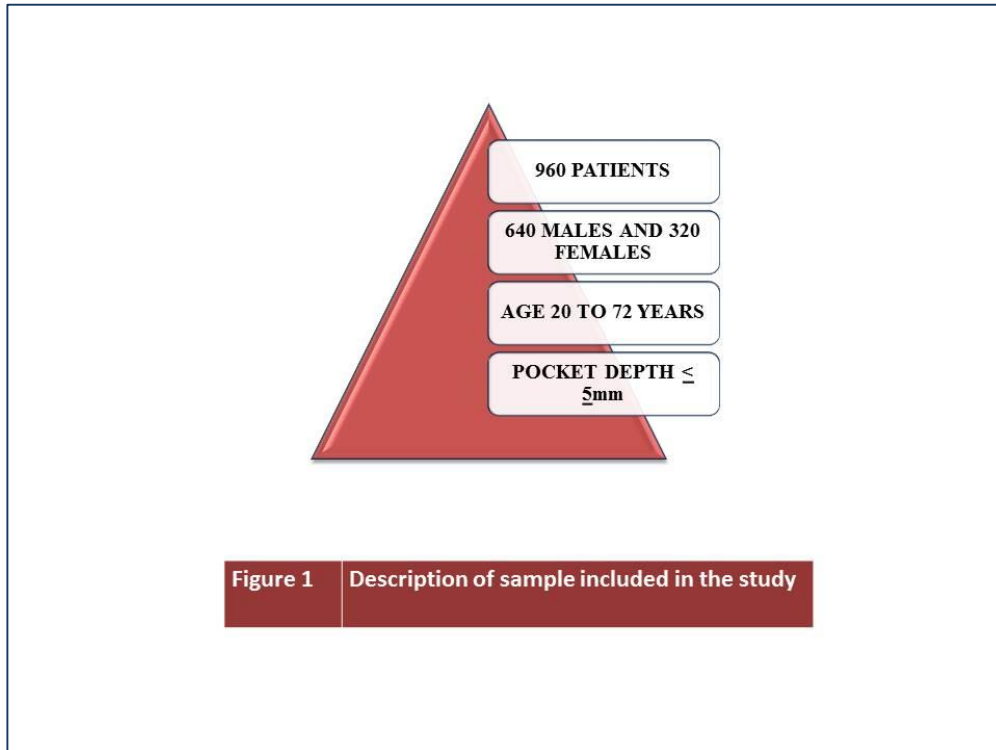 960 PATIENTS
640 MALES AND 320
FEMALES
AGE 20 TO 72 YEARS
POCKET DEPTH <
5mm
Figure 1 Description of sample included in the study